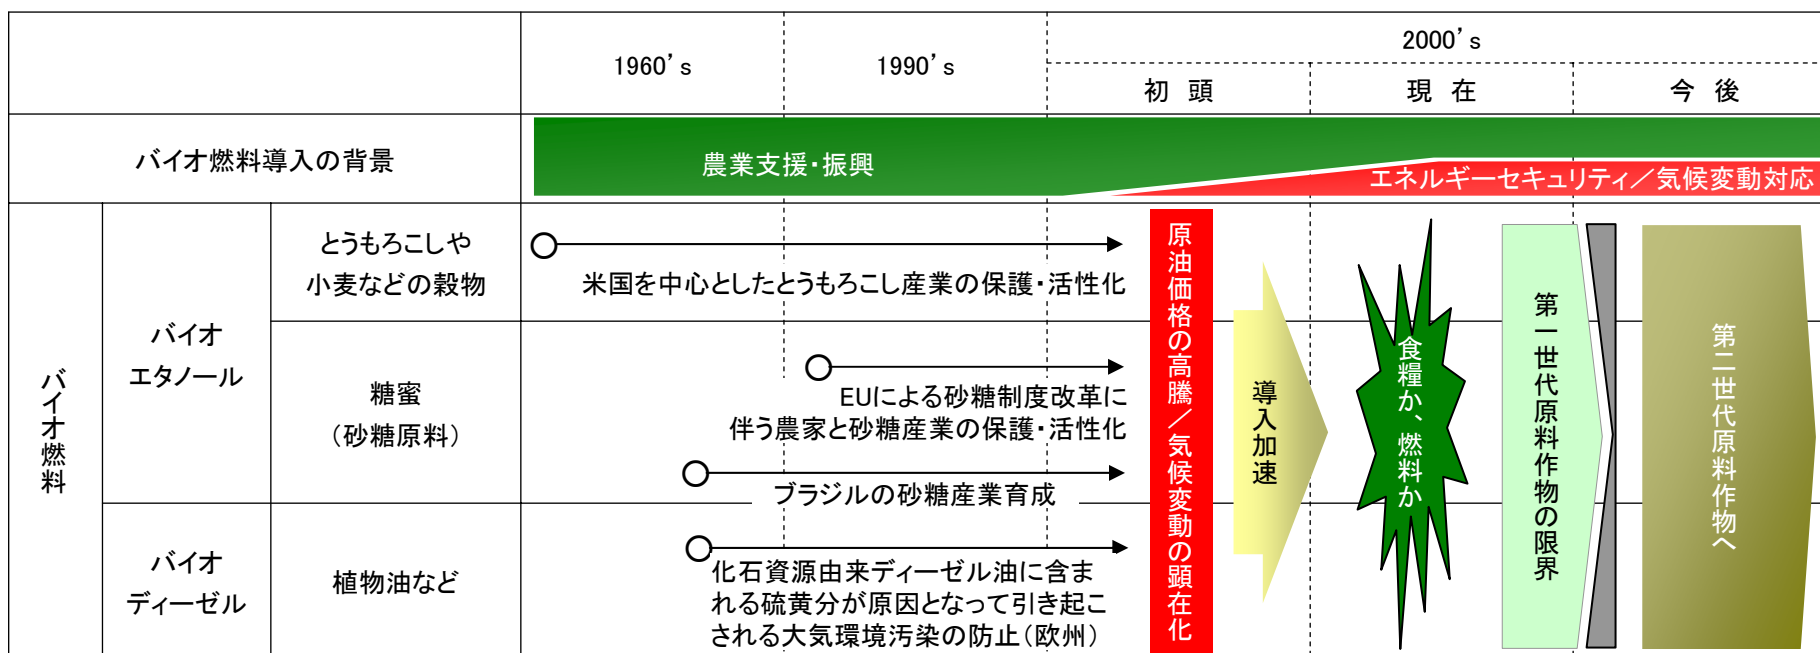 1960’s
1990’s
2000’s
初 頭
現 在
今 後
バイオ燃料導入の背景
農業支援・振興
エネルギーセキュリティ／気候変動対応
バイオ燃料
バイオ
エタノール
とうもろこしや
小麦などの穀物
米国を中心としたとうもろこし産業の保護・活性化
糖蜜
（砂糖原料）
EUによる砂糖制度改革に
伴う農家と砂糖産業の保護・活性化
ブラジルの砂糖産業育成
バイオ
ディーゼル
植物油など
化石資源由来ディーゼル油に含ま
れる硫黄分が原因となって引き起こ
される大気環境汚染の防止（欧州）
原油価格の高騰／気候変動の顕在化
導入加速
食糧か、燃料か
第一世代原料作物の限界
第二世代原料作物へ